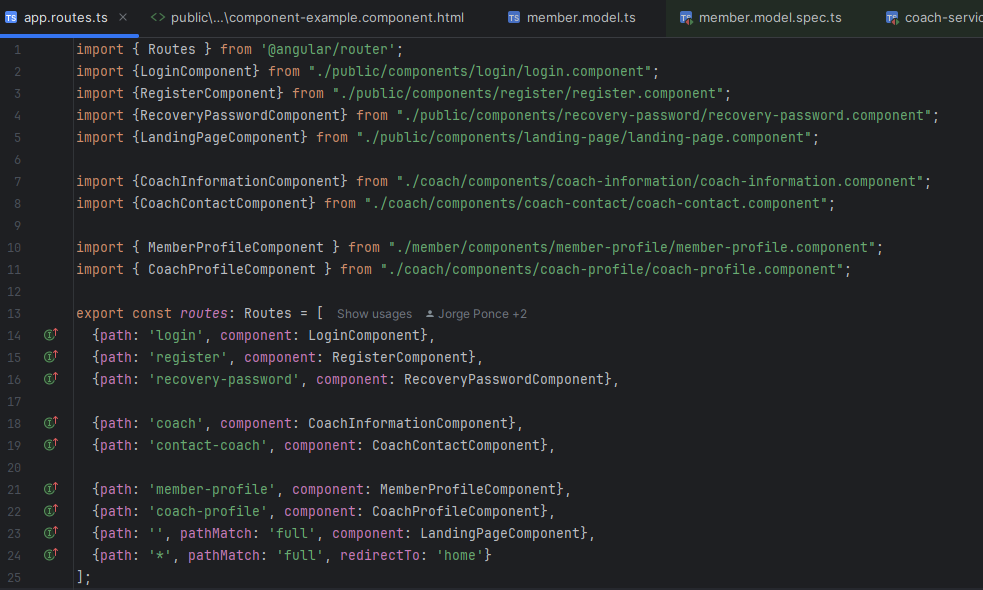 app.routes.ts
public\...\component-example.component.html
member.model.ts
member.model.spec.ts
coach-servic
1 import { Routes } from '@angular/router';
2 import {LoginComponent} from "./public/components/login/login.component";
3 import {RegisterComponent} from "./public/components/register/register.component";
4 import {RecoveryPasswordComponent} from "./public/components/recovery-password/recovery-password.component";
5 import {LandingPageComponent} from "./public/components/landing-page/landing-page.component";
6
7 import {CoachInformationComponent} from "./coach/components/coach-information/coach-information.component";
8 import {CoachContactComponent} from "./coach/components/coach-contact/coach-contact.component";
9
10 import { MemberProfileComponent } from "./member/components/member-profile/member-profile.component";
11 import { CoachProfileComponent } from "./coach/components/coach-profile/coach-profile.component";
12
13 export const routes: Routes = [ Show usages Jorge Ponce +2
14 {path: 'login', component: LoginComponent},
15 {path: 'register', component: RegisterComponent},
16 {path: 'recovery-password', component: RecoveryPasswordComponent},
17
18 {path: 'coach', component: CoachInformationComponent},
19 {path: 'contact-coach', component: CoachContactComponent},
20
21 {path: 'member-profile', component: MemberProfileComponent},
22 {path: 'coach-profile', component: CoachProfileComponent},
23 {path: '', pathMatch: 'full', component: LandingPageComponent},
24 {path: '*', pathMatch: 'full', redirectTo: 'home'}
25 ];